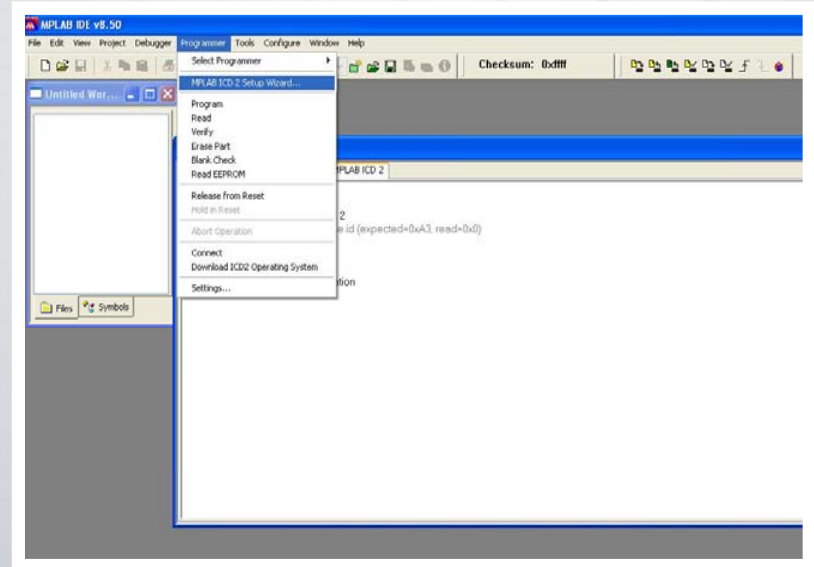 MPLAB IDE v8.50
File Edit View Project Debugger Programmer Tools Configure Window Help
Checksum: 0xffff
Untitled Wor...
Select Programmer
MPLAB ICD 2 Setup Wizard...
Program
Read
Verify
Erase Part
Blank Check
Read EEPROM
Release from Reset
Hold in Reset
Abort Operation
Connect
Download ICD2 Operating System
Settings...
MPLAB ICD 2
2
e id (expected=0xA3, read=0x0)
tion
Files Symbols